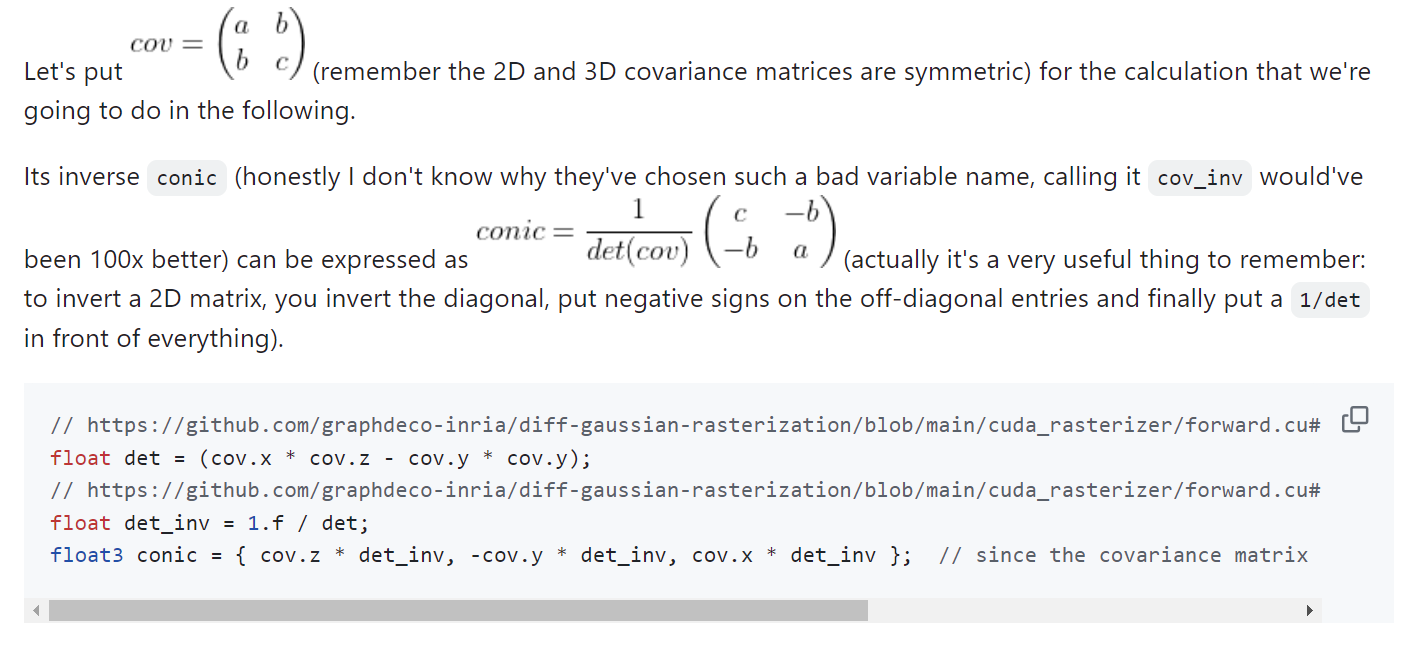 Let's put cov = ( a b ; b c ) (remember the 2D and 3D covariance matrices are symmetric) for the calculation that we're
going to do in the following.
Its inverse conic (honestly I don't know why they've chosen such a bad variable name, calling it cov_inv would've
been 100x better) can be expressed as conic = 1/det(cov) ( c −b ; −b a ) (actually it's a very useful thing to remember:
to invert a 2D matrix, you invert the diagonal, put negative signs on the off-diagonal entries and finally put a 1/det
in front of everything).
// https://github.com/graphdeco-inria/diff-gaussian-rasterization/blob/main/cuda_rasterizer/forward.cu#
float det = (cov.x * cov.z - cov.y * cov.y);
// https://github.com/graphdeco-inria/diff-gaussian-rasterization/blob/main/cuda_rasterizer/forward.cu#
float det_inv = 1.f / det;
float3 conic = { cov.z * det_inv, -cov.y * det_inv, cov.x * det_inv };  // since the covariance matrix